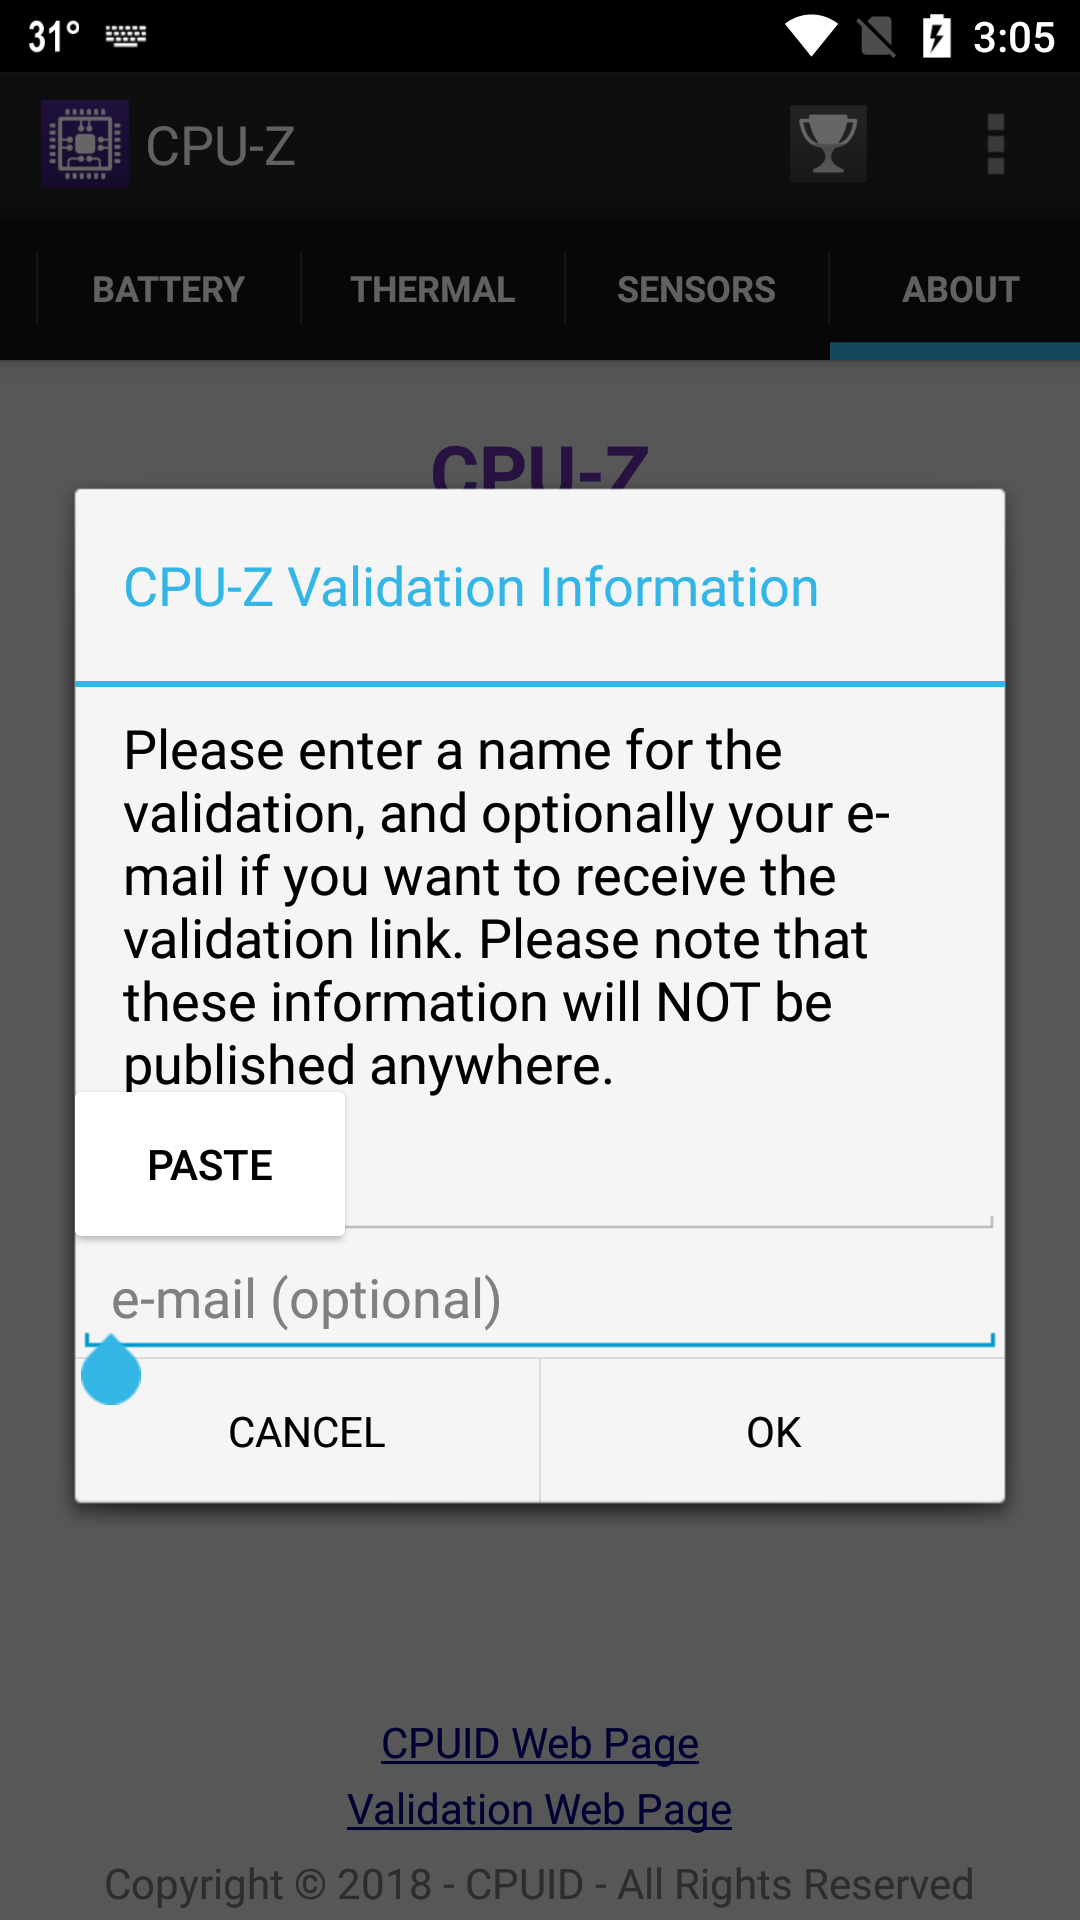 31° 3:05
CPU-Z
BATTERY THERMAL SENSORS ABOUT
CPU-Z
CPU-Z Validation Information
Please enter a name for the
validation, and optionally your e-
mail if you want to receive the
validation link. Please note that
these information will NOT be
published anywhere.
PASTE
e-mail (optional)
CANCEL OK
CPUID Web Page
Validation Web Page
Copyright © 2018 - CPUID - All Rights Reserved